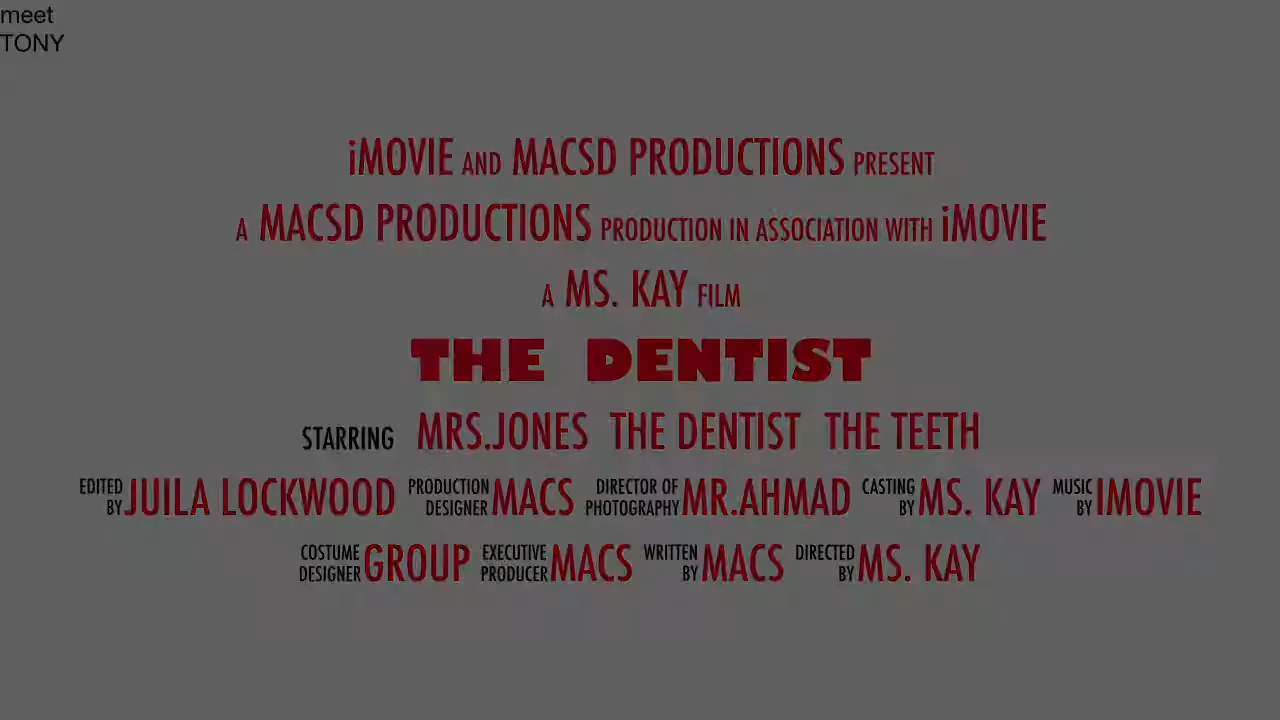 meet
TONY
iMOVIE AND MACSD PRODUCTIONS PRESENT
A MACSD PRODUCTIONS PRODUCTION IN ASSOCIATION WITH iMOVIE
A MS. KAY FILM
THE DENTIST
STARRING MRS.JONES THE DENTIST THE TEETH
EDITED BY JUILA LOCKWOOD PRODUCTION DESIGNER MACS DIRECTOR OF PHOTOGRAPHY MR.AHMAD CASTING BY MS. KAY MUSIC BY IMOVIE
COSTUME DESIGNER GROUP EXECUTIVE PRODUCER MACS WRITTEN BY MACS DIRECTED BY MS. KAY